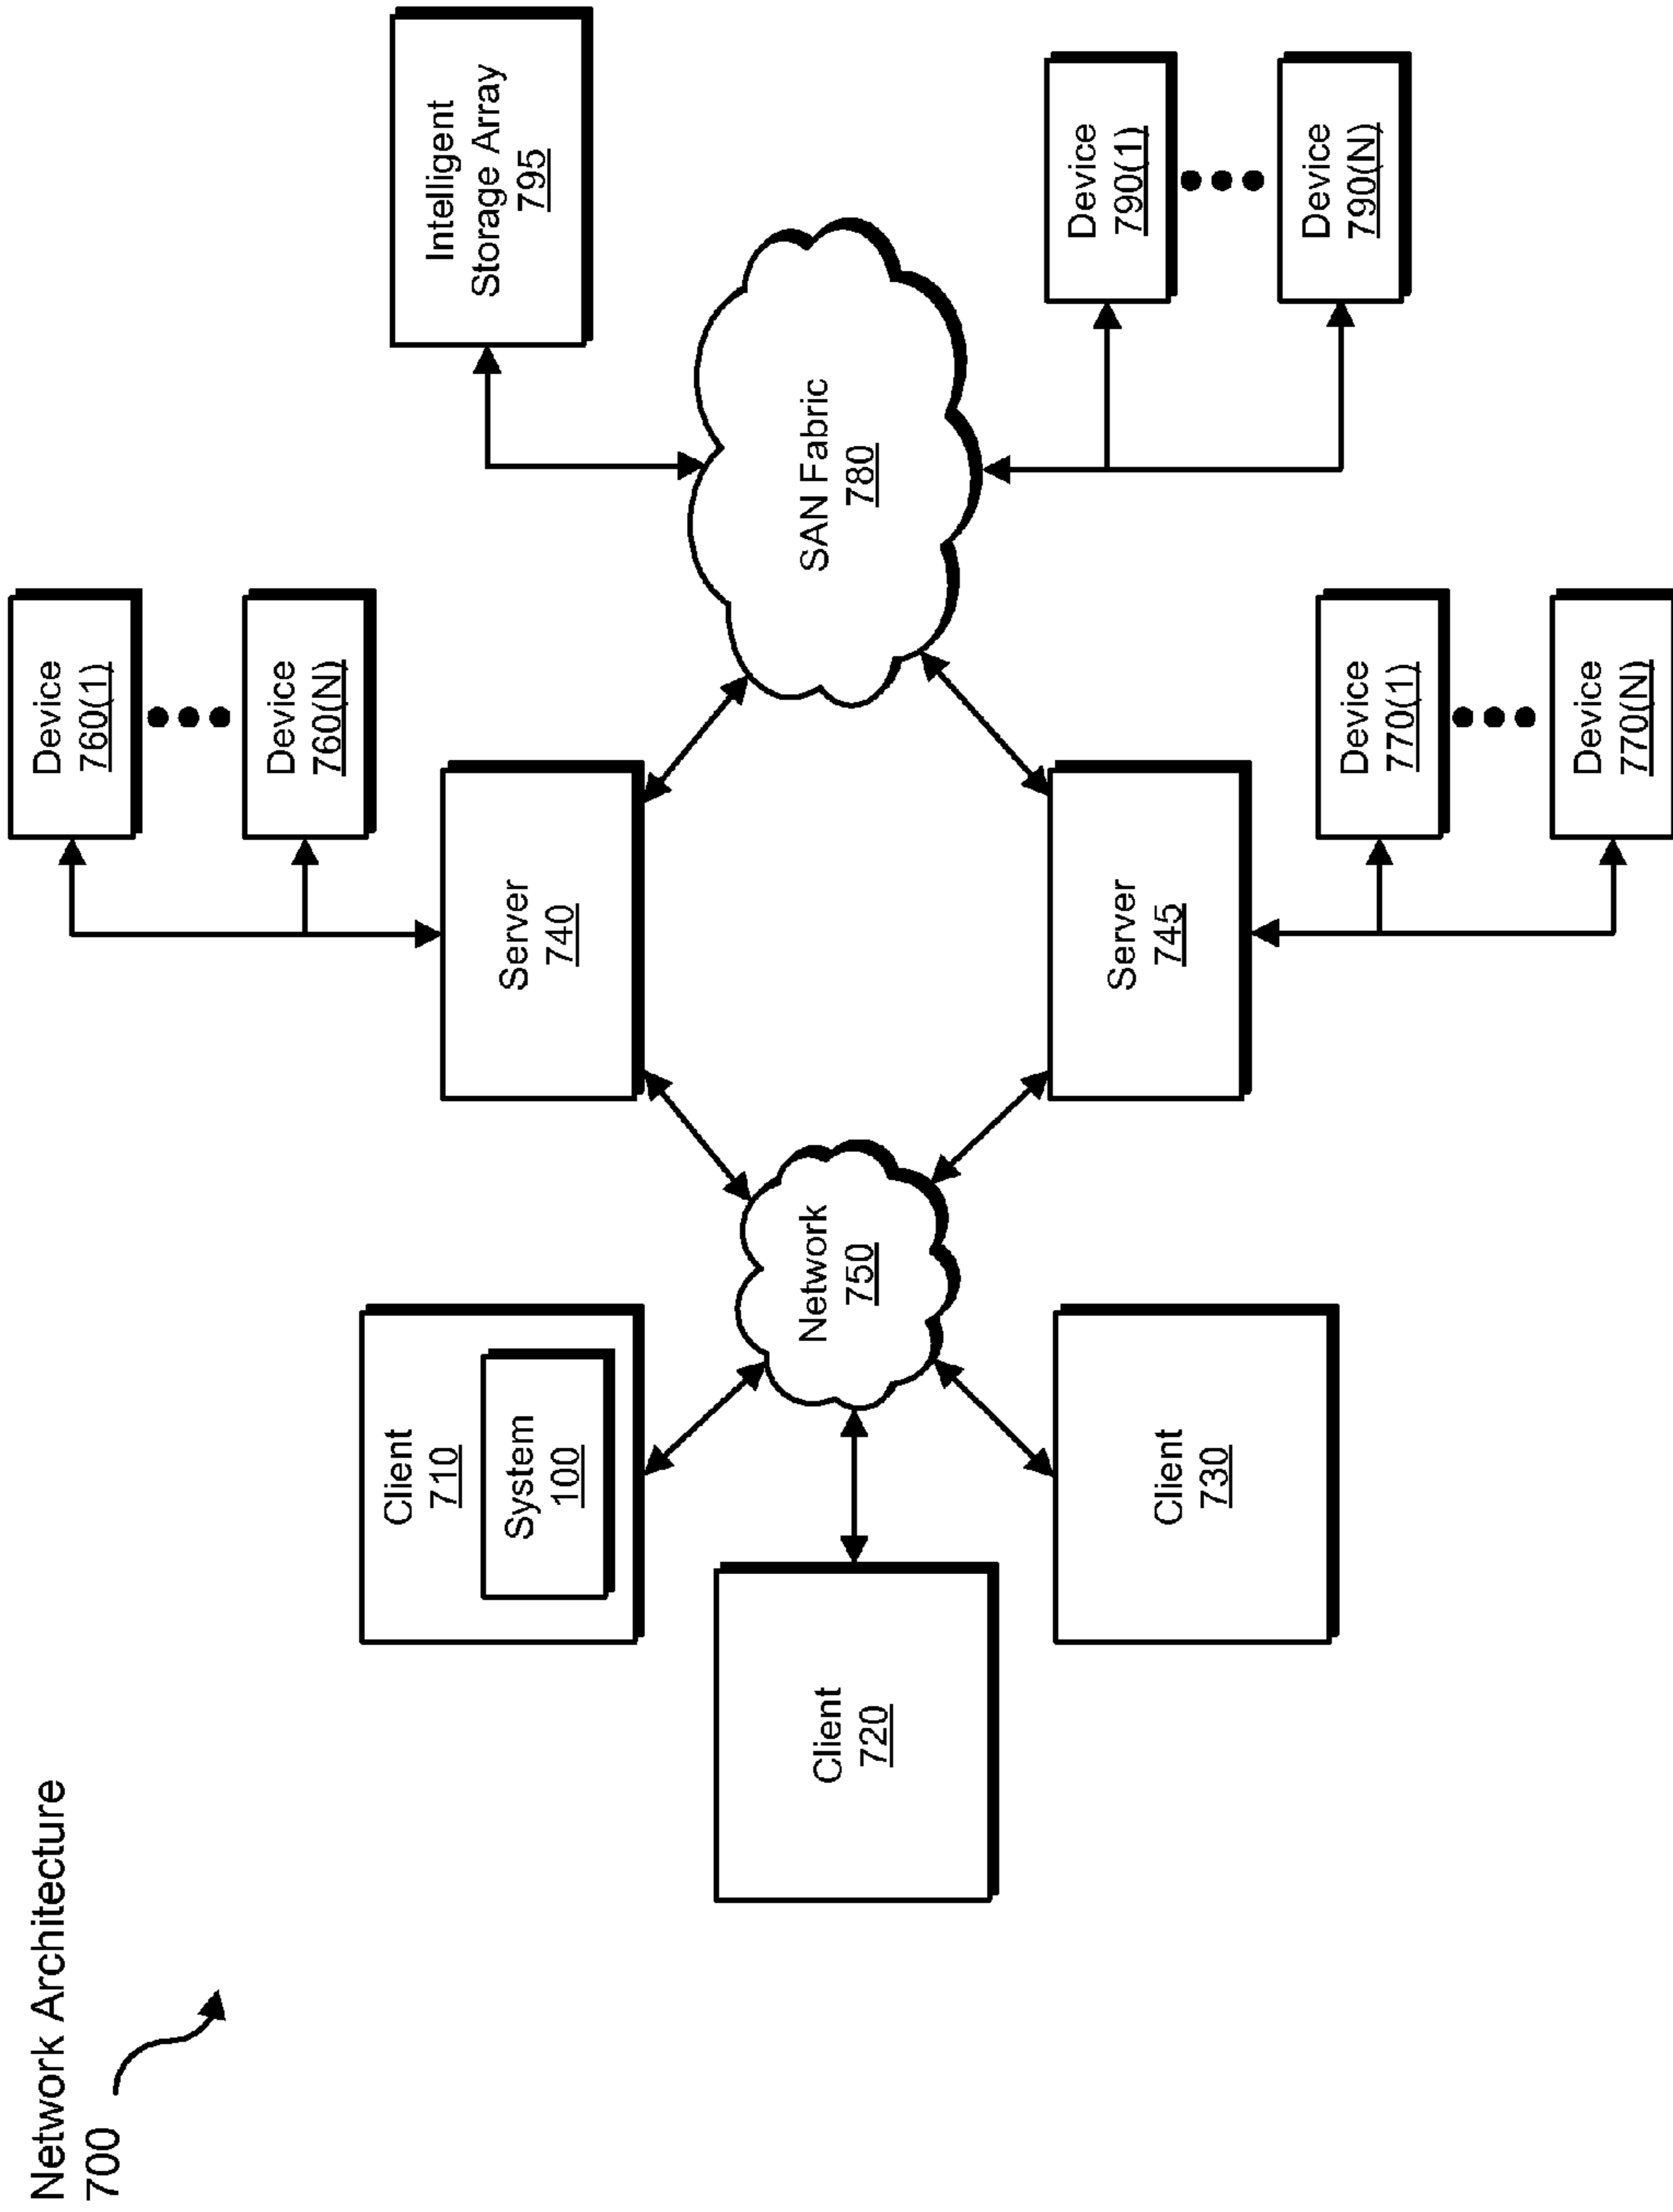 Network Architecture
700
Device
760(1)
Device
760(N)
Intelligent
Storage Array
795
Client
710
System
100
Server
740
Client
720
Network
750
SAN Fabric
780
Client
730
Server
745
Device
790(1)
Device
790(N)
Device
770(1)
Device
770(N)